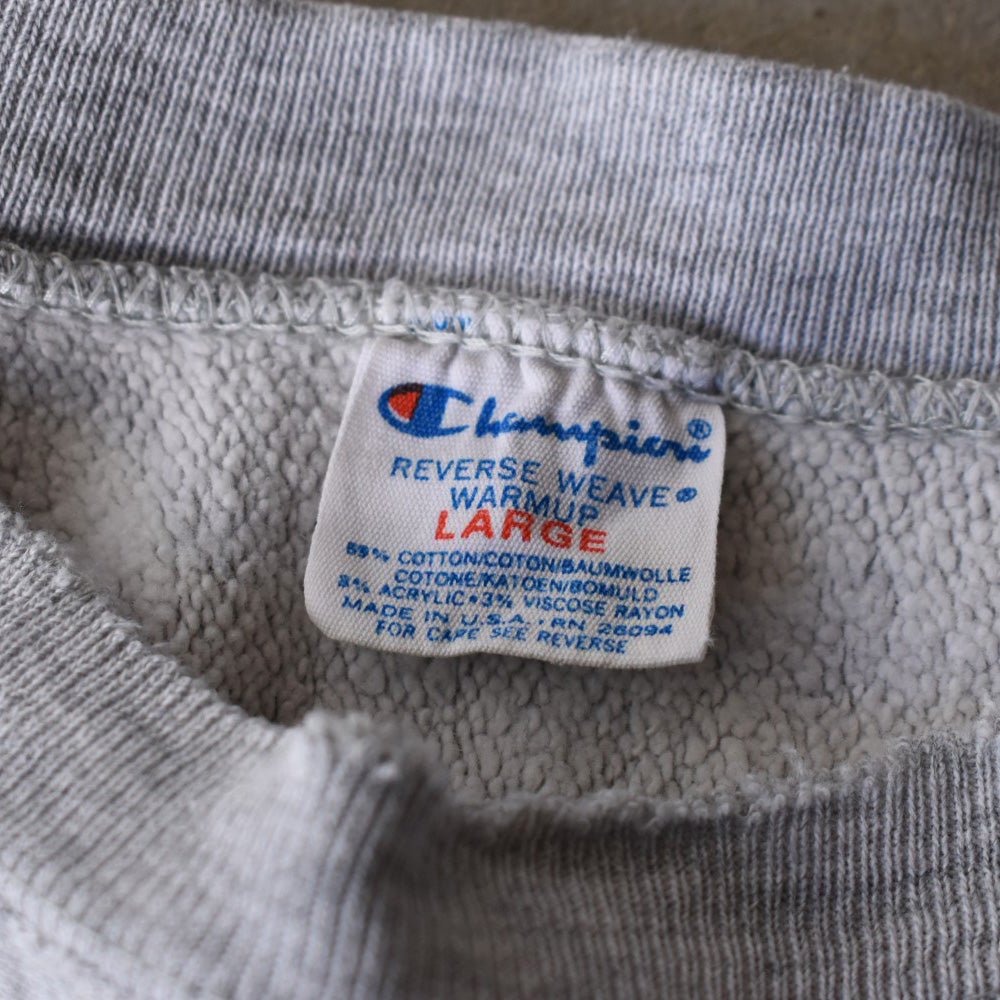 Champion®
REVERSE WEAVE®
WARMUP
LARGE
89% COTTON/COTON/BAUMWOLLE
COTONE/KATOEN/BOMULD
8% ACRYLIC • 3% VISCOSE RAYON
MADE IN U.S.A. • RN 26094
FOR CARE SEE REVERSE